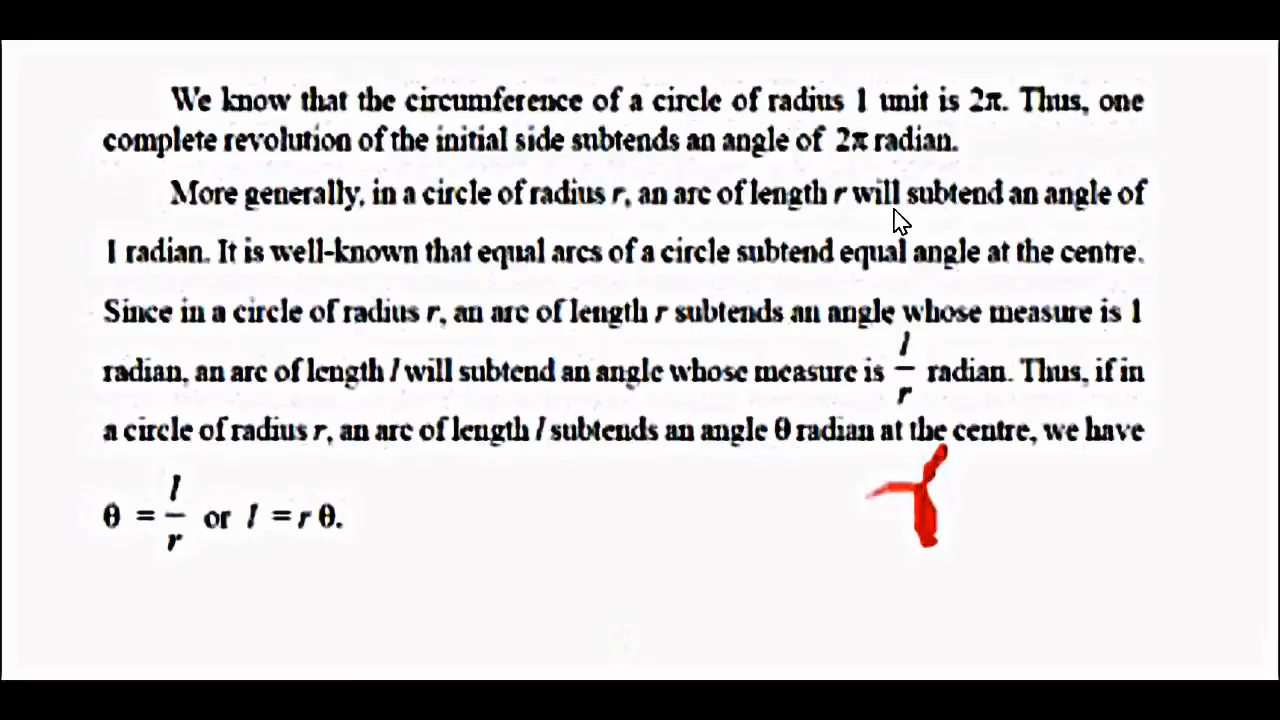 We know that the circumference of a circle of radius 1 unit is 2π. Thus, one
complete revolution of the initial side subtends an angle of 2π radian.
More generally, in a circle of radius r, an arc of length r will subtend an angle of
1 radian. It is well-known that equal arcs of a circle subtend equal angle at the centre.
Since in a circle of radius r, an arc of length r subtends an angle whose measure is 1
radian, an arc of length l will subtend an angle whose measure is l/r radian. Thus, if in
a circle of radius r, an arc of length l subtends an angle θ radian at the centre, we have
θ = l/r or l = r θ.